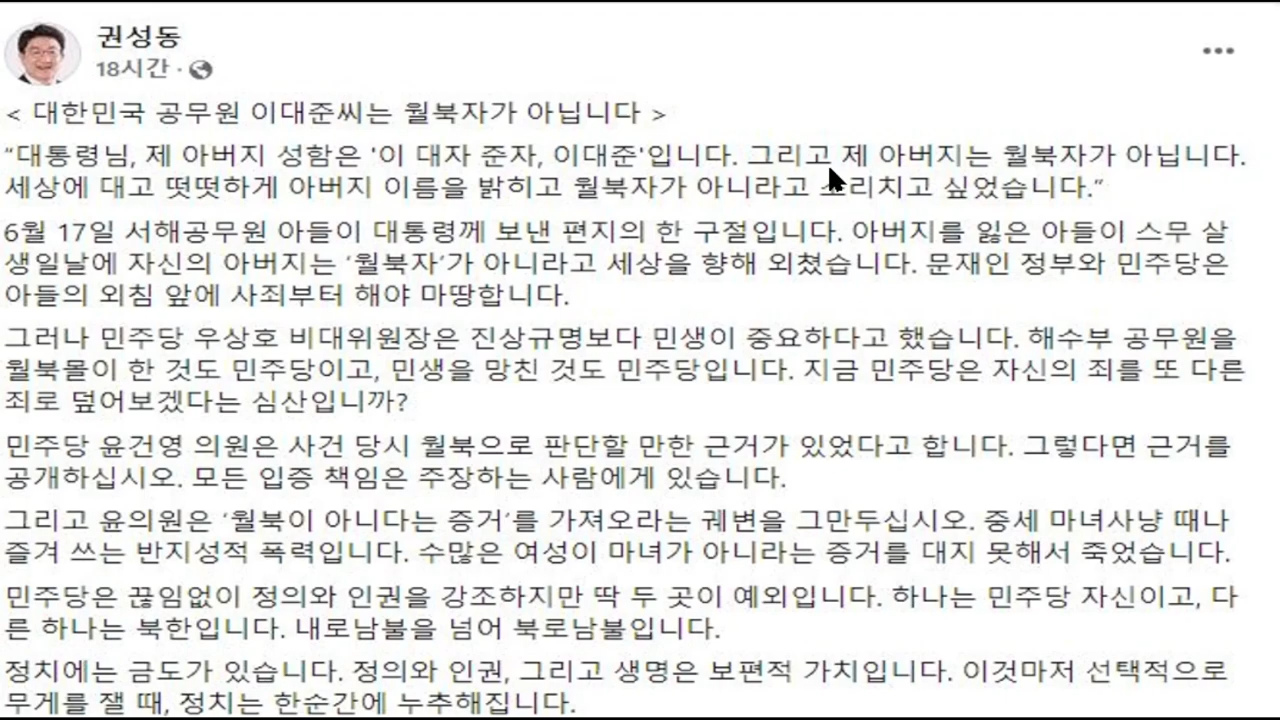 권성동
18시간 ·
< 대한민국 공무원 이대준씨는 월북자가 아닙니다 >
“대통령님, 제 아버지 성함은 '이 대자 준자, 이대준'입니다. 그리고 제 아버지는 월북자가 아닙니다.
세상에 대고 떳떳하게 아버지 이름을 밝히고 월북자가 아니라고 소리치고 싶었습니다.”
6월 17일 서해공무원 아들이 대통령께 보낸 편지의 한 구절입니다. 아버지를 잃은 아들이 스무 살
생일날에 자신의 아버지는 ‘월북자’가 아니라고 세상을 향해 외쳤습니다. 문재인 정부와 민주당은
아들의 외침 앞에 사죄부터 해야 마땅합니다.
그러나 민주당 우상호 비대위원장은 진상규명보다 민생이 중요하다고 했습니다. 해수부 공무원을
월북몰이 한 것도 민주당이고, 민생을 망친 것도 민주당입니다. 지금 민주당은 자신의 죄를 또 다른
죄로 덮어보겠다는 심산입니까?
민주당 윤건영 의원은 사건 당시 월북으로 판단할 만한 근거가 있었다고 합니다. 그렇다면 근거를
공개하십시오. 모든 입증 책임은 주장하는 사람에게 있습니다.
그리고 윤의원은 ‘월북이 아니다는 증거’를 가져오라는 궤변을 그만두십시오. 중세 마녀사냥 때나
즐겨 쓰는 반지성적 폭력입니다. 수많은 여성이 마녀가 아니라는 증거를 대지 못해서 죽었습니다.
민주당은 끊임없이 정의와 인권을 강조하지만 딱 두 곳이 예외입니다. 하나는 민주당 자신이고, 다
른 하나는 북한입니다. 내로남불을 넘어 북로남불입니다.
정치에는 금도가 있습니다. 정의와 인권, 그리고 생명은 보편적 가치입니다. 이것마저 선택적으로
무게를 잴 때, 정치는 한순간에 누추해집니다.